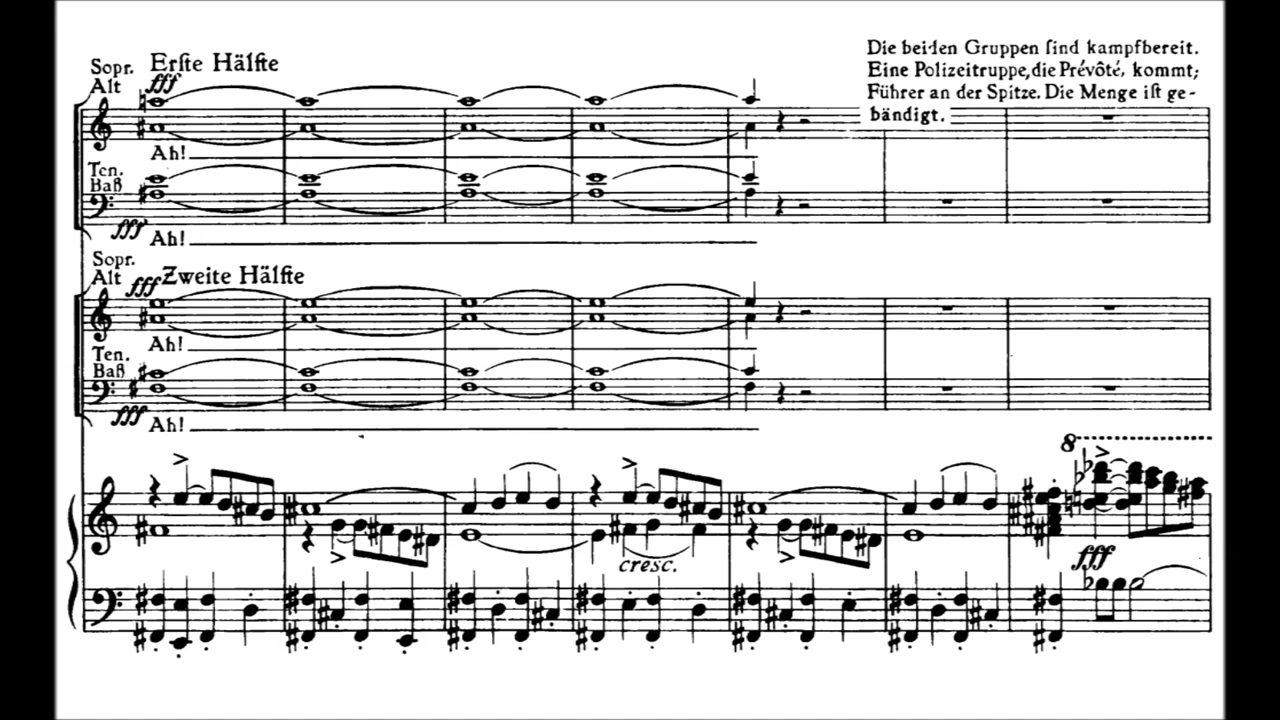 Sopr. Erſte Hälfte
Alt fff
Die beiden Gruppen ſind kampfbereit.
Eine Polizeitruppe, die Prévôté, kommt;
Führer an der Spitze. Die Menge iſt ge-
bändigt.
Ah!
Ten.
Baß
fff Ah!
Sopr.
Alt fff Zweite Hälfte
Ah!
Ten.
Baß
fff Ah!
8
cresc.
fff